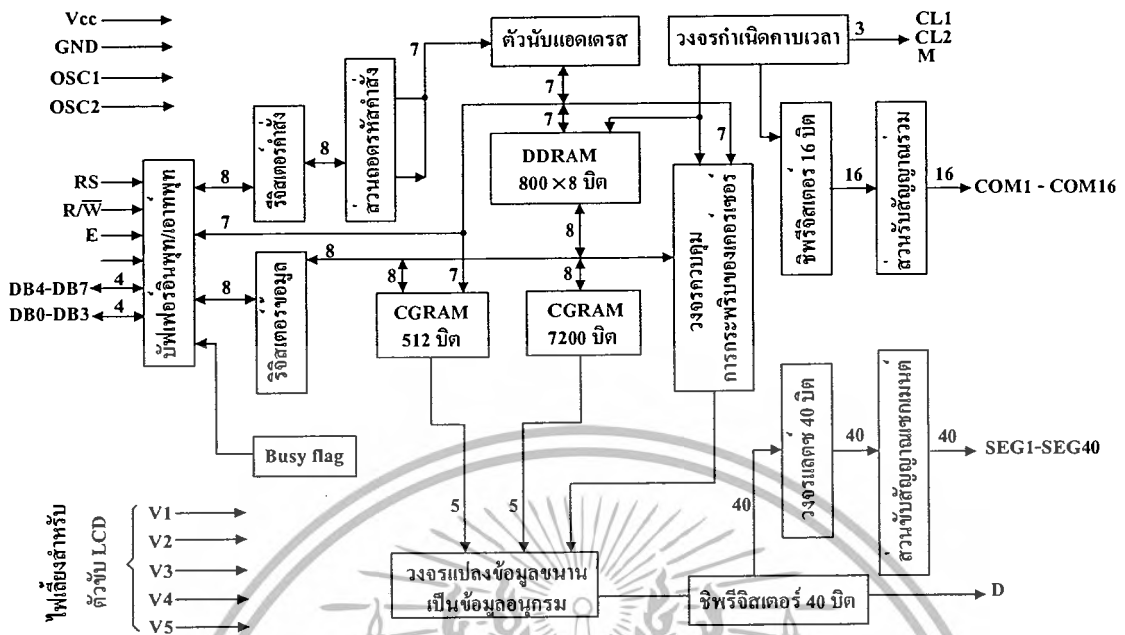 Vcc
GND
OSC1
OSC2
RS
R/W
E
DB4-DB7
4
DB0-DB3
4
บัฟเฟอร์อินพุท/เอาท์พุท
8
7
8
รีจิสเตอร์คำสั่ง
8
ส่วนถอดรหัสคำสั่ง
7
ตัวนับแอดเดรส
7
7
DDRAM
800 ×8 บิต
8
รีจิสเตอร์ข้อมูล
8
8
7
8
CGRAM
512 บิต
CGRAM
7200 บิต
วงจรกำเนิดคาบเวลา
3
CL1
CL2
M
7
วงจรควบคุม
การกระพริบของเคอร์เซอร์
ชิพรีจิสเตอร์ 16 บิต
16
ส่วนรับสัญญาณร่วม
16
COM1 - COM16
Busy flag
ไฟเลี้ยงสำหรับ
ตัวขับ LCD
V1
V2
V3
V4
V5
5
5
วงจรแปลงข้อมูลขนาน
เป็นข้อมูลอนุกรม
ชิพรีจิสเตอร์ 40 บิต
D
40
วงจรแลตช์ 40 บิต
40
ส่วนขับสัญญาณเซกเมนต์
40
SEG1-SEG40